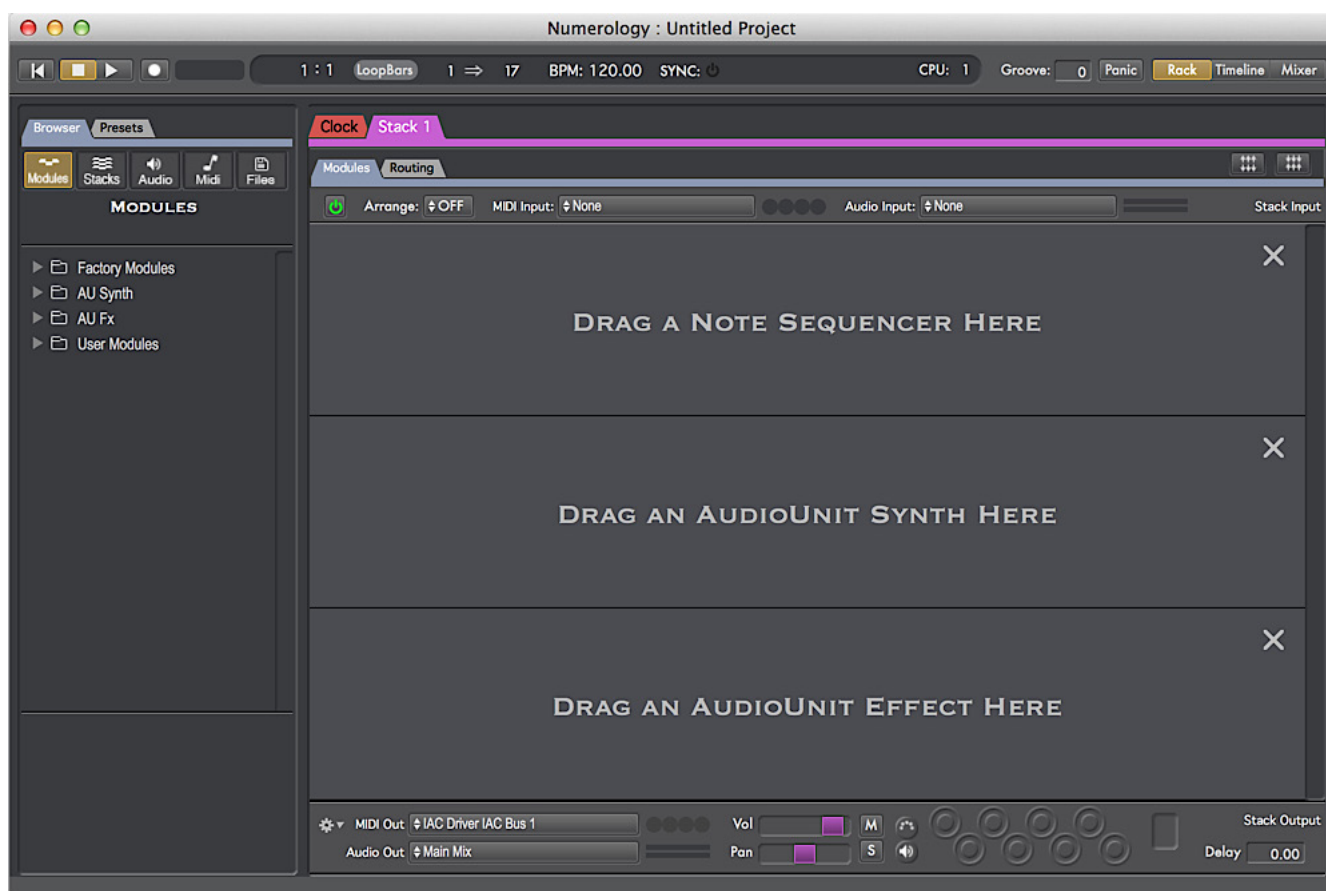 Numerology : Untitled Project
1 : 1 LoopBars 1 ⇒ 17 BPM: 120.00 SYNC: CPU: 1 Groove: 0 Panic Rack Timeline Mixer
Browser Presets
Clock Stack 1
Modules Stacks Audio Midi Files
Modules Routing
MODULES
Arrange: OFF MIDI Input: None Audio Input: None Stack Input
Factory Modules
AU Synth
AU Fx
User Modules
DRAG A NOTE SEQUENCER HERE
DRAG AN AUDIOUNIT SYNTH HERE
DRAG AN AUDIOUNIT EFFECT HERE
MIDI Out IAC Driver IAC Bus 1 Vol M Stack Output
Audio Out Main Mix Pan S Delay 0.00